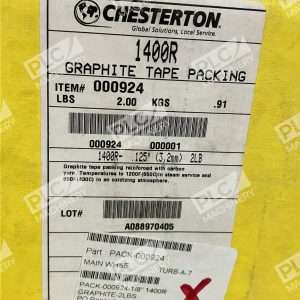 CHESTERTON
Global Solutions, Local Service.
1400R
GRAPHITE TAPE PACKING
ITEM# 000924
LBS 2.00 KGS .91
000924 000001
1400R- .125" (3,2mm) 2LB
Graphite tape packing reinforced with carbon
yarn. Temperatures to 1200F(650C)in steam service and
in an oxidizing atmosphere.
LOT#
A088970405
Part: PACK-000924
MAIN WHSE TURB-A-7
PACK-000924-1/8" 1400R
GRAPHITE-2LBS